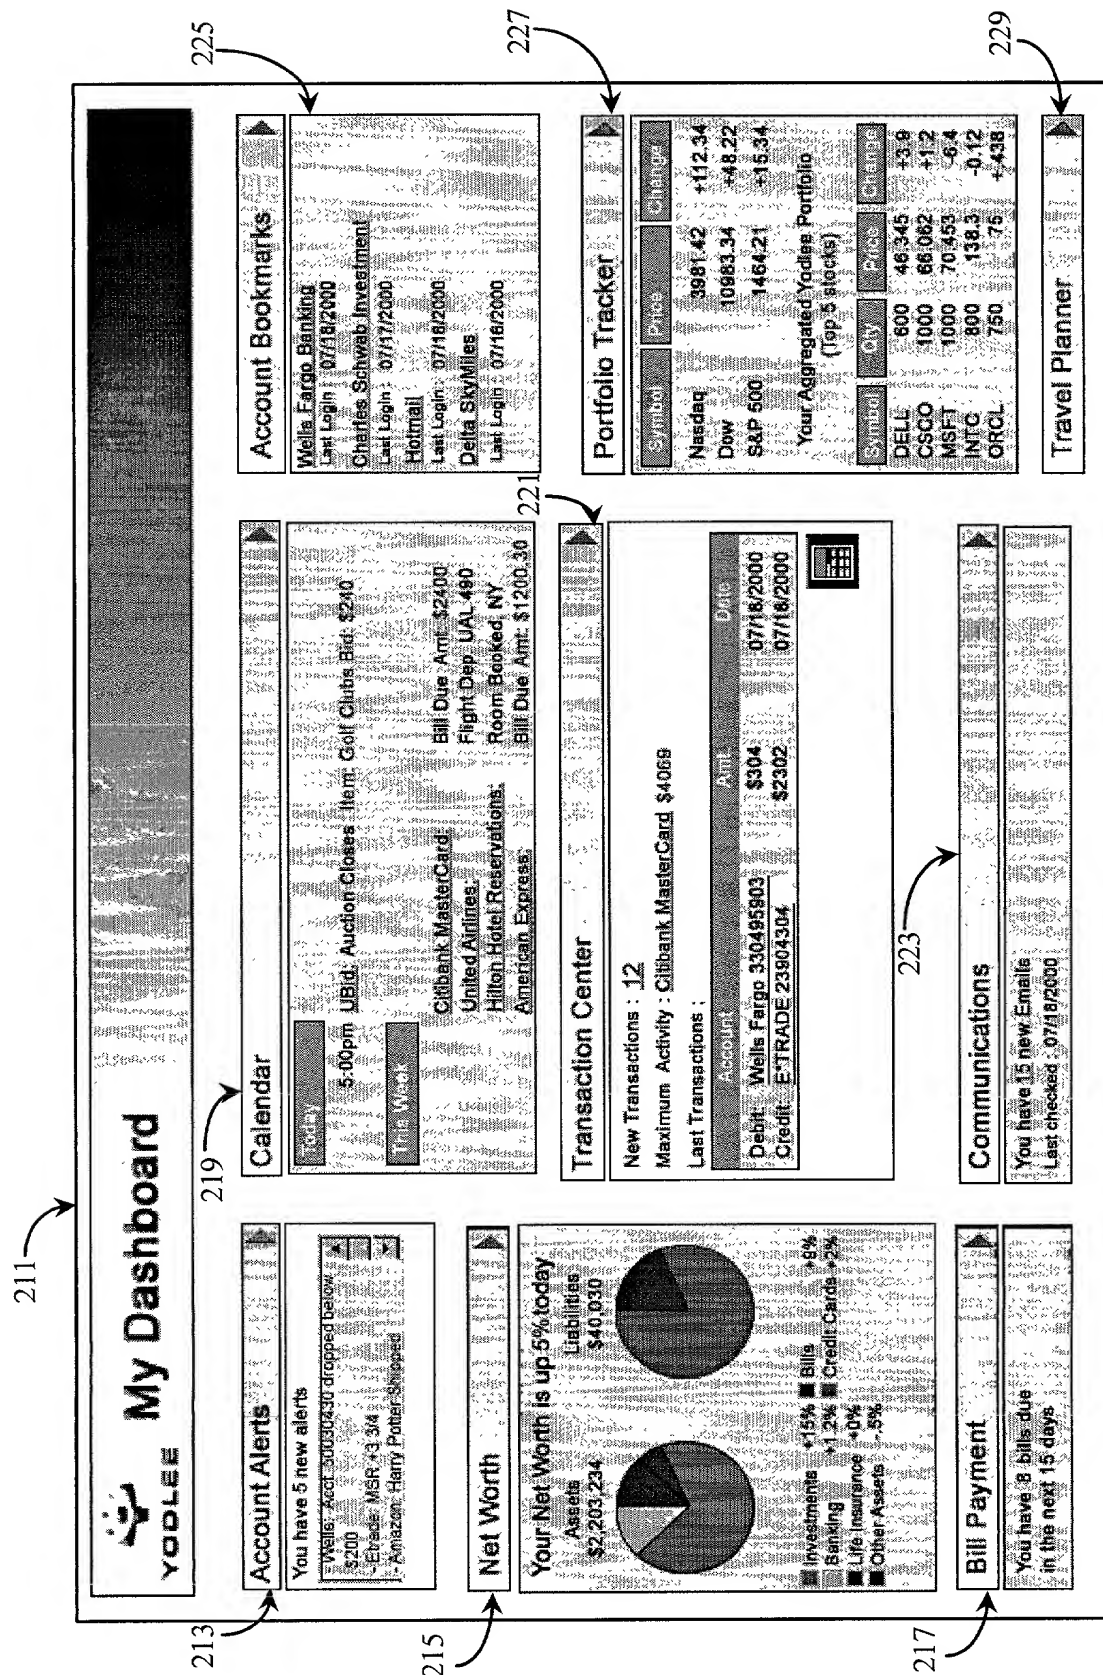 211
YODLEE My Dashboard
213
Account Alerts
You have 5 new alerts
- Wells: Acct. 50030430 dropped below
$200
- Etrade: MSR +3 3/4
- Amazon: Harry Potter Shipped
215
Net Worth
Your Net Worth is up 5% today
Assets Liabilities
$2,203,234 $40,030
Investments +15% Bills +9%
Banking +1.2% Credit Cards +2%
Life Insurance +0%
Other Assets -.5%
217
Bill Payment
You have 8 bills due
in the next 15 days
219
Calendar
Today
5:00pm UBid: Auction Closes Item: Golf Clubs Bid: $240
This Week
Citibank MasterCard: Bill Due Amt: $2400
United Airlines: Flight Dep UAL 490
Hilton Hotel Reservations: Room Booked, NY
American Express: Bill Due Amt: $1200.30
221
Transaction Center
New Transactions : 12
Maximum Activity : Citibank MasterCard $4069
Last Transactions :
Account Amt Date
Debit: Wells Fargo 330495903 $304 07/18/2000
Credit: E*TRADE 23904304 $2302 07/18/2000
223
Communications
You have 15 new Emails
Last checked : 07/18/2000
225
Account Bookmarks
Wells Fargo Banking
Last Login : 07/18/2000
Charles Schwab Investment
Last Login : 07/17/2000
Hotmail
Last Login : 07/18/2000
Delta SkyMiles
Last Login : 07/16/2000
227
Portfolio Tracker
Symbol Price Change
Nasdaq 3981.42 +112.34
Dow 10983.34 +48.22
S&P 500 1464.21 +15.34
Your Aggregated Yodlee Portfolio
(Top 5 stocks)
Symbol Qty Price Change
DELL 600 46.345 +3.9
CSCO 1000 66.062 +1.2
MSFT 1000 70.453 -6.4
INTC 800 138.3 -0.12
ORCL 750 75 +.438
229
Travel Planner